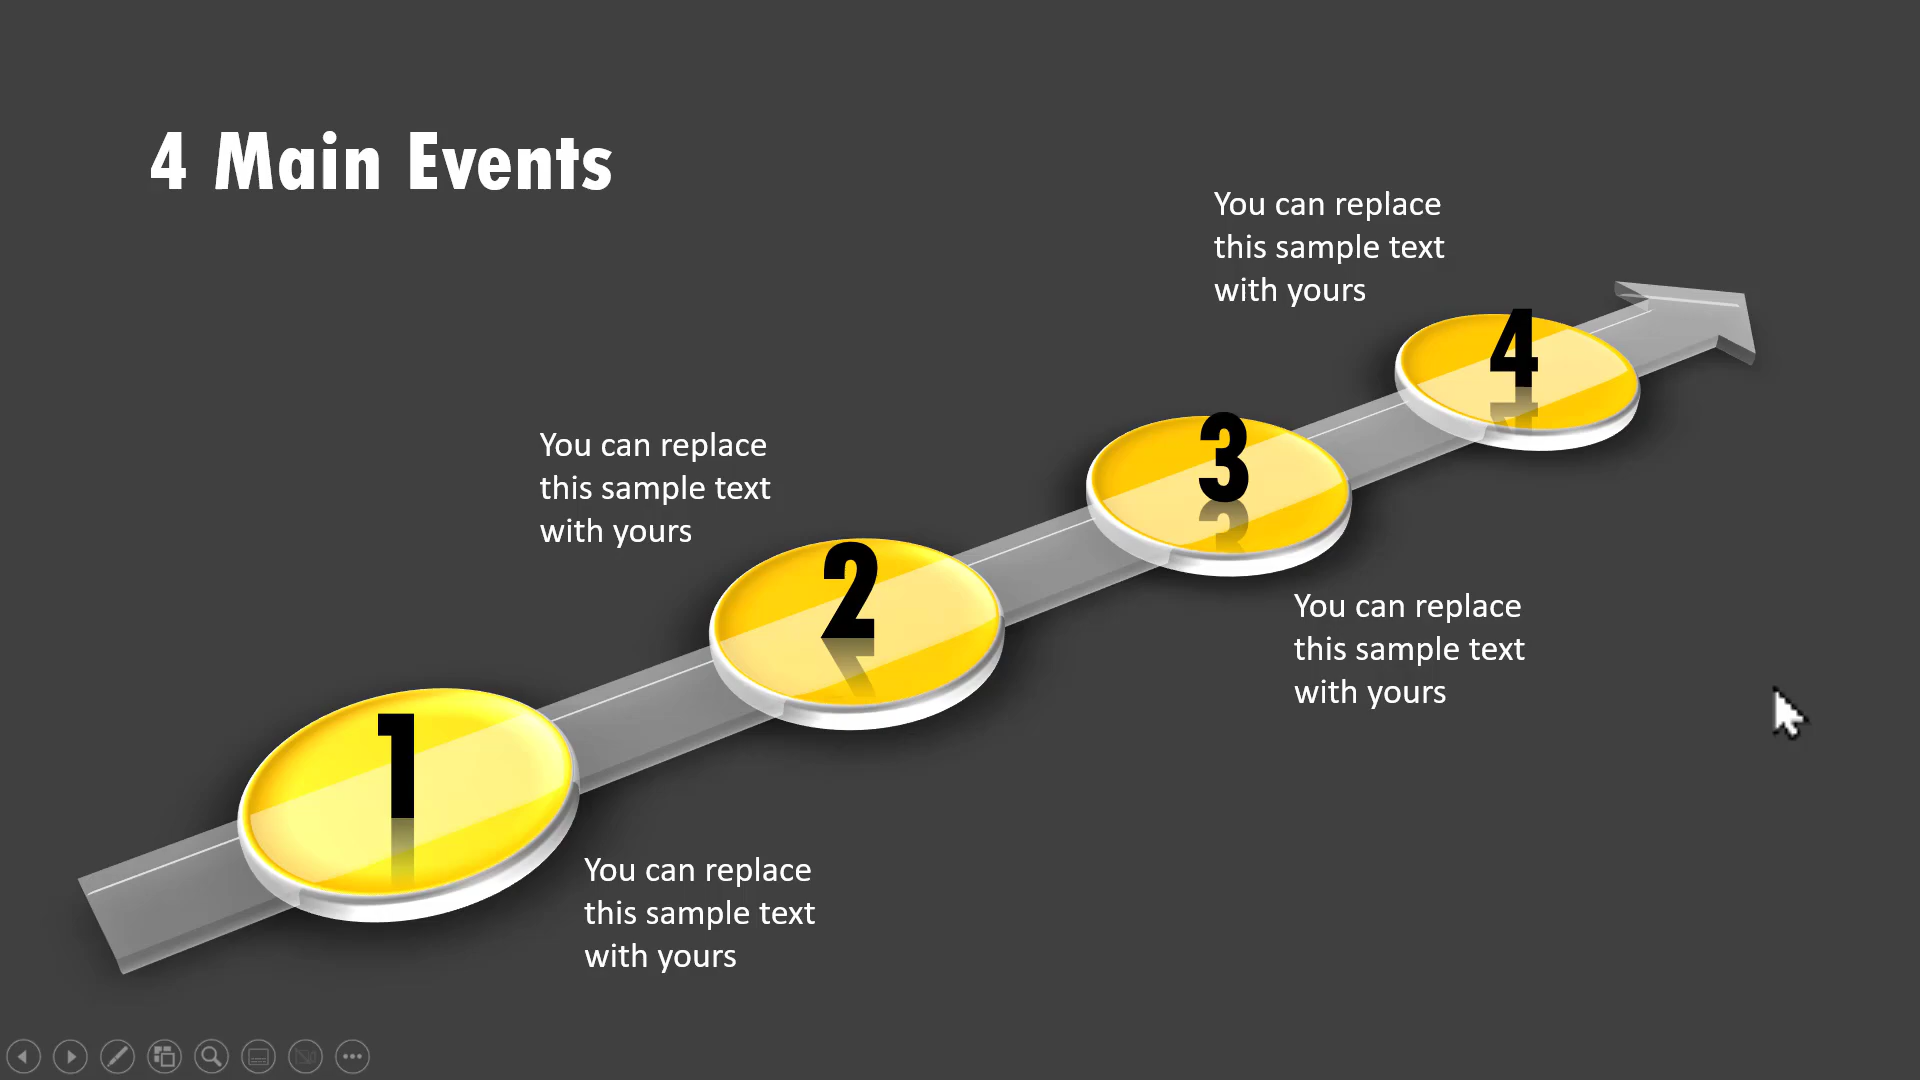 4 Main Events
You can replace
this sample text
with yours
4
You can replace
this sample text
with yours
3
You can replace
this sample text
with yours
2
1
You can replace
this sample text
with yours